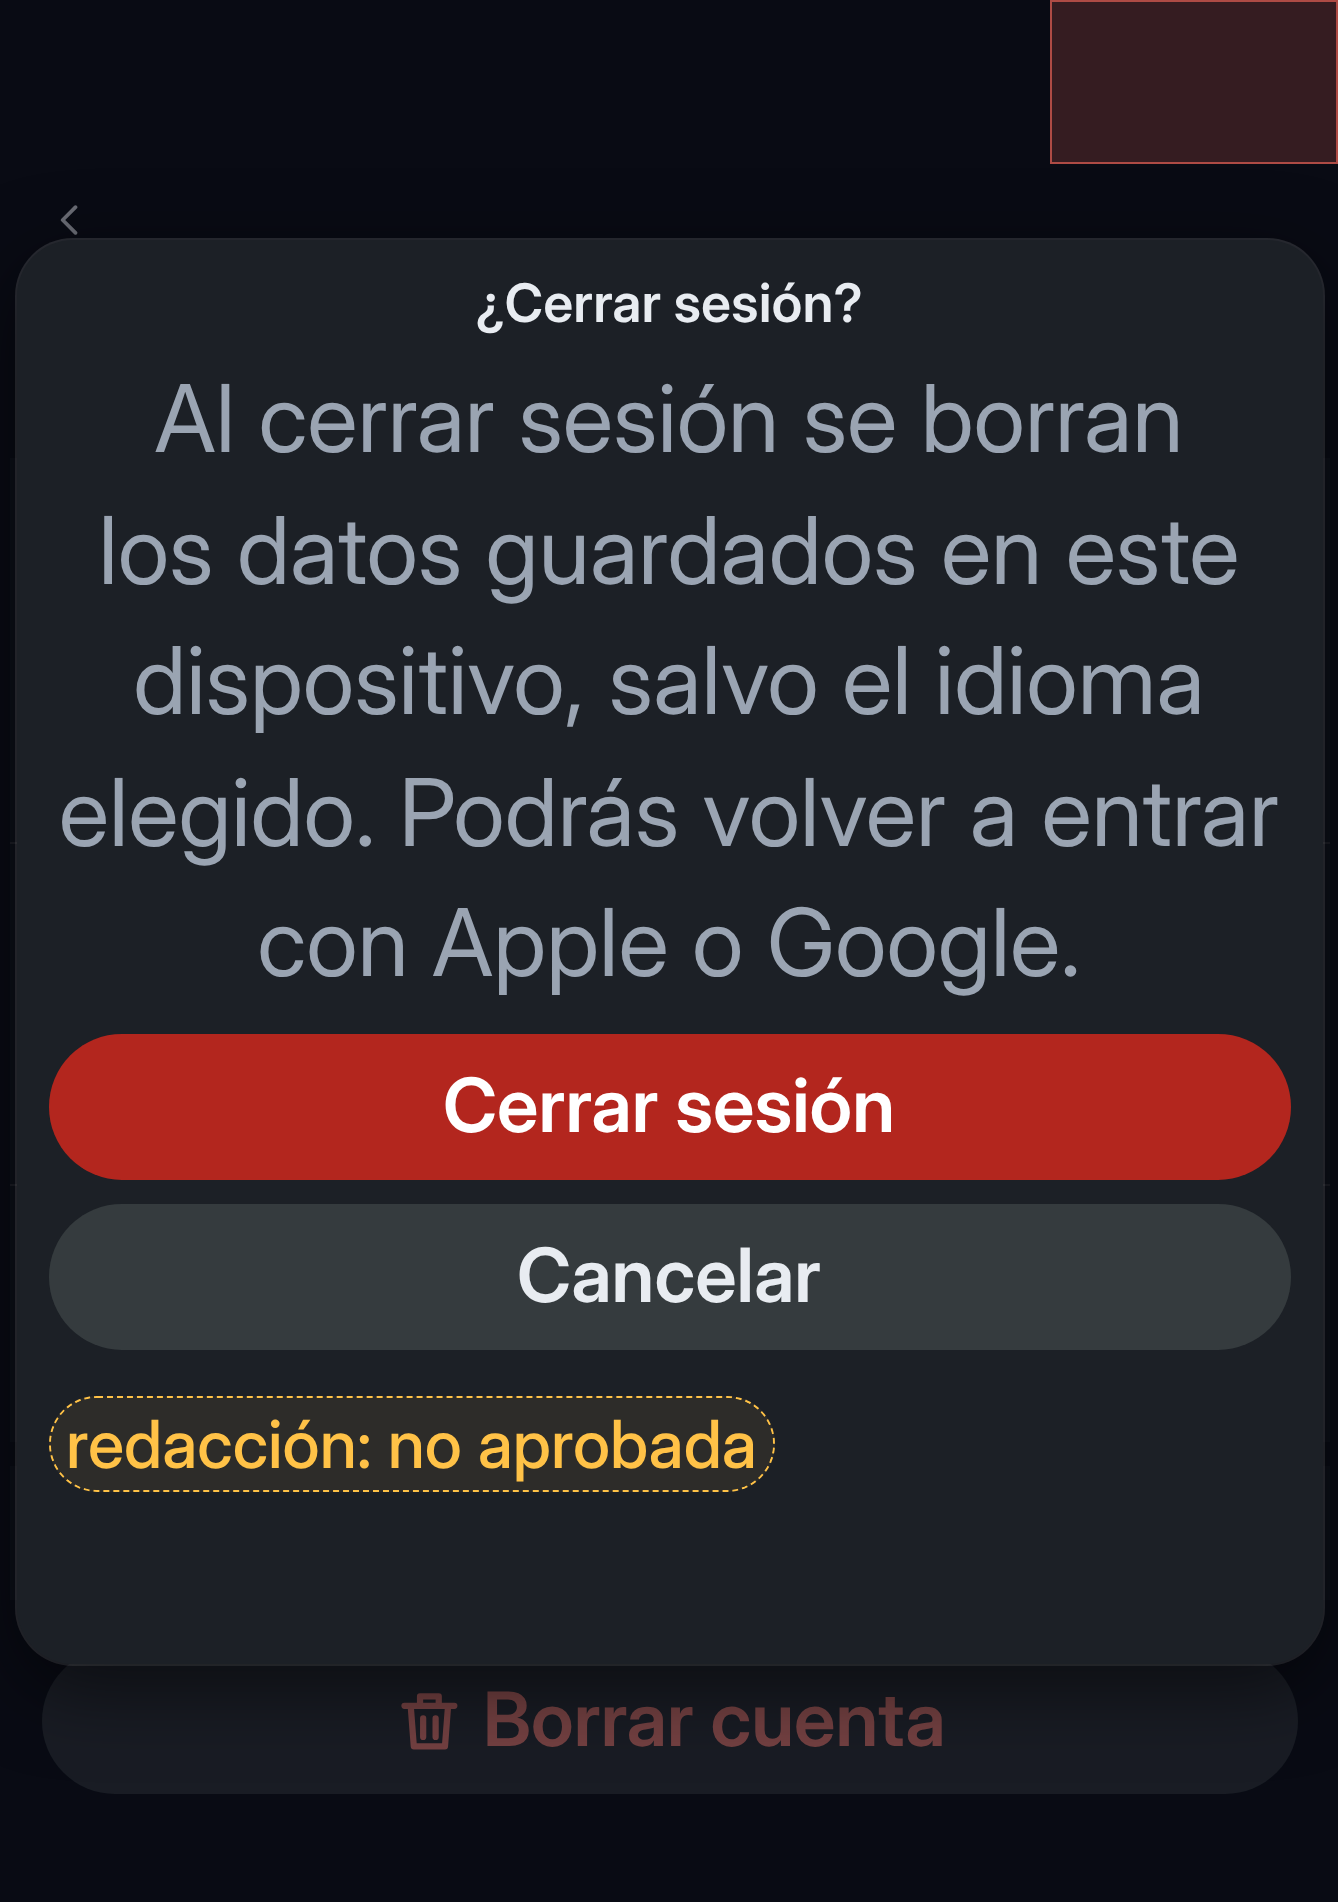 ¿Cerrar sesión?
Al cerrar sesión se borran
los datos guardados en este
dispositivo, salvo el idioma
elegido. Podrás volver a entrar
con Apple o Google.
Cerrar sesión
Cancelar
redacción: no aprobada
Borrar cuenta